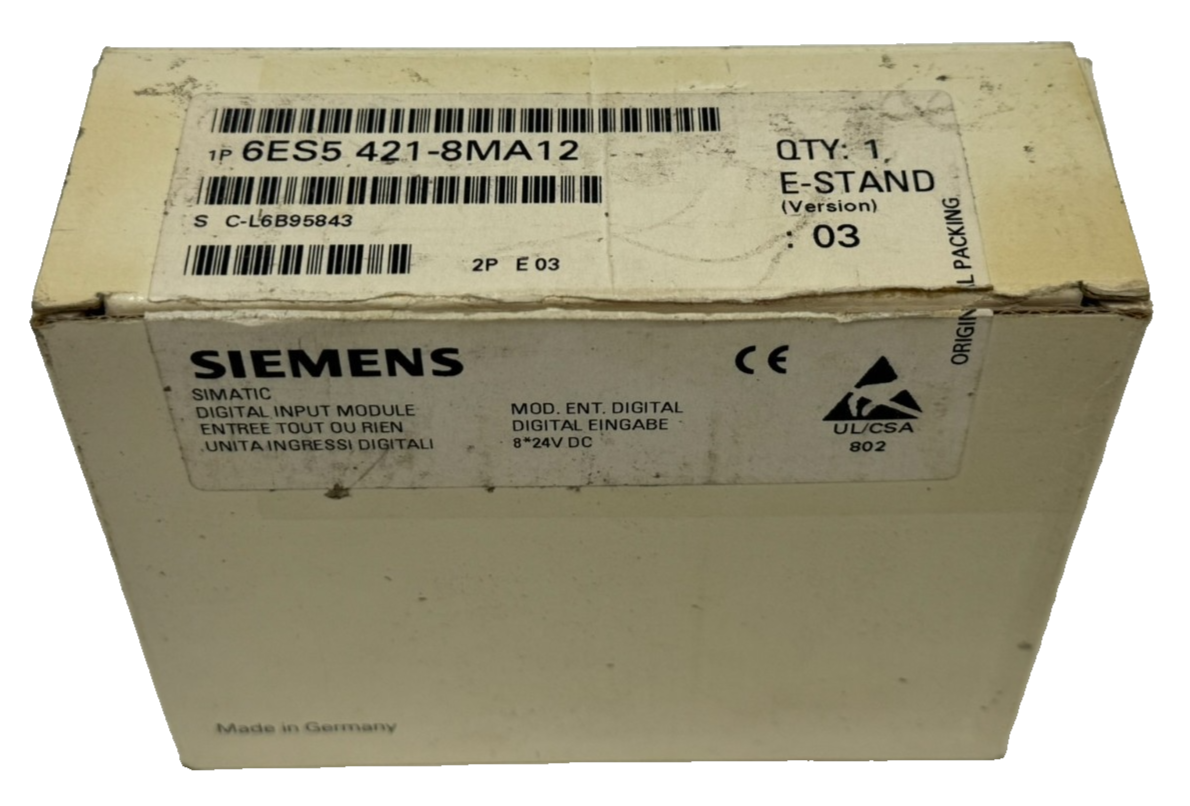 1P 6ES5 421-8MA12
QTY: 1
E-STAND
(Version)
: 03
S C-L6B95843
2P E 03
ORIGINAL PACKING
SIEMENS
CE
SIMATIC
DIGITAL INPUT MODULE
ENTREE TOUT OU RIEN
UNITA INGRESSI DIGITALI
MOD. ENT. DIGITAL
DIGITAL EINGABE
8*24V DC
UL/CSA
802
Made in Germany